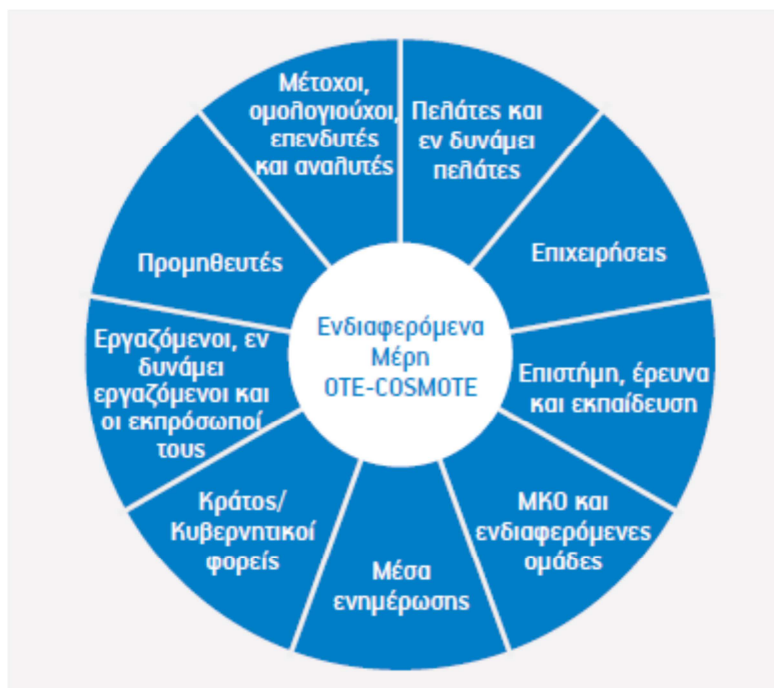 Μέτοχοι,
ομολογιούχοι,
επενδυτές
και αναλυτές
Πελάτες και
εν δυνάμει
πελάτες
Επιχειρήσεις
Επιστήμη, έρευνα
και εκπαίδευση
ΜΚΟ και
ενδιαφερόμενες
ομάδες
Μέσα
ενημέρωσης
Κράτος/
Κυβερνητικοί
φορείς
Εργαζόμενοι, εν
δυνάμει
εργαζόμενοι και
οι εκπρόσωποί
τους
Προμηθευτές
Ενδιαφερόμενα
Μέρη
ΟΤΕ-COSMOTE